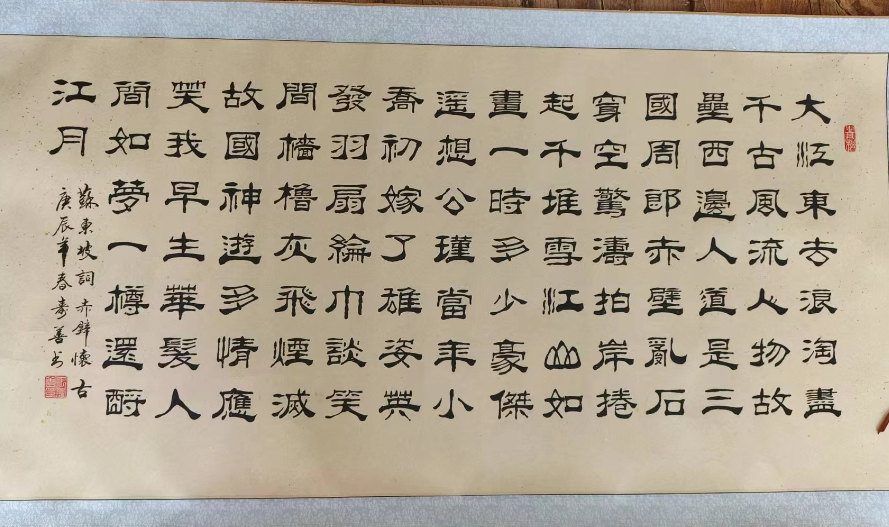 大江東去浪淘盡
千古風流人物故
壘西邊人道是三
國周郎赤壁亂石
穿空驚濤拍岸捲
起千堆雪江山如
畫一時多少豪傑
遥想公瑾當年小
喬初嫁了雄姿英
發羽扇綸巾談笑
間檣櫓灰飛煙滅
故國神遊多情應
笑我早生華髮人
間如夢一樽還酹
江月
蘇東坡詞赤壁懷古
庚辰年春壽善书